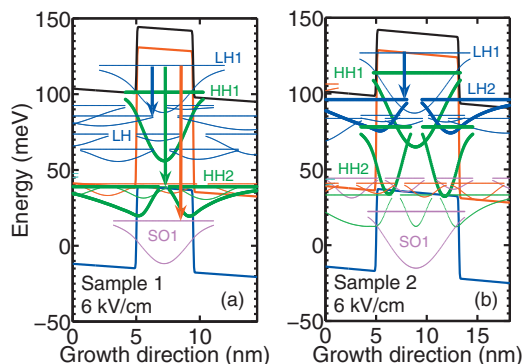 150
100
50
0
−50
Energy (meV)
LH1
HH1
LH
HH2
SO1
Sample 1
6 kV/cm
(a)
0
5
10
Growth direction (nm)
150
100
50
0
−50
LH1
HH1
LH2
HH2
SO1
Sample 2
6 kV/cm
(b)
0
5
10
15
Growth direction (nm)